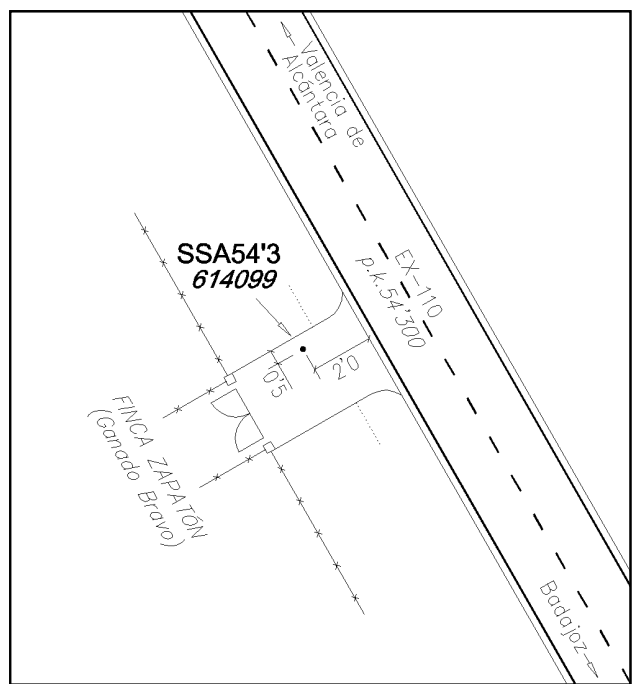 Valencia de
Alcántara
SSA54'3
614099
EX-110
p.k.54'300
0'5
2'0
FINCA ZAPATÓN
(Ganado Bravo)
Badajoz